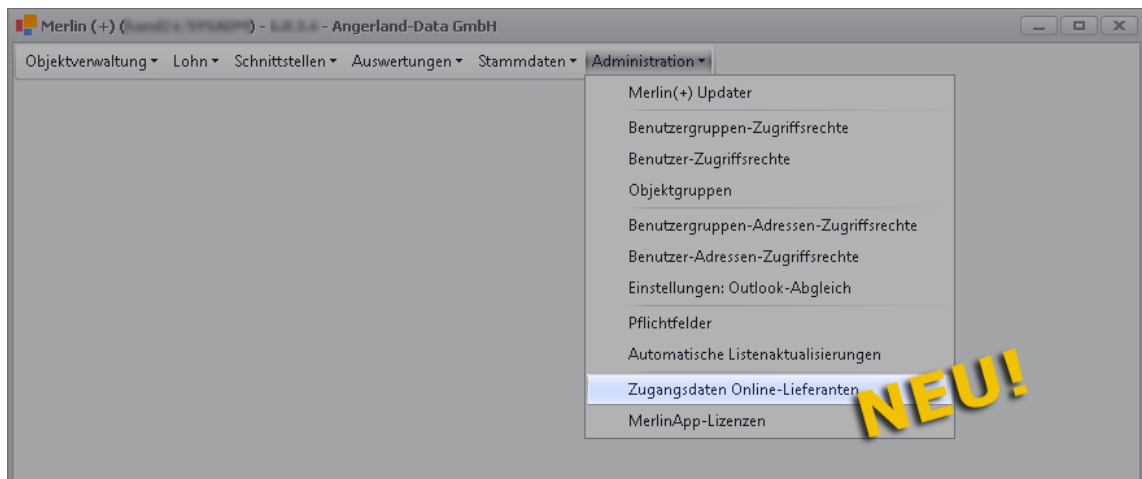 Merlin (+) ( ) - - Angerland-Data GmbH
Objektverwaltung Lohn Schnittstellen Auswertungen Stammdaten Administration
Merlin(+) Updater
Benutzergruppen-Zugriffsrechte
Benutzer-Zugriffsrechte
Objektgruppen
Benutzergruppen-Adressen-Zugriffsrechte
Benutzer-Adressen-Zugriffsrechte
Einstellungen: Outlook-Abgleich
Pflichtfelder
Automatische Listenaktualisierungen
Zugangsdaten Online-Lieferanten
NEU!
MerlinApp-Lizenzen